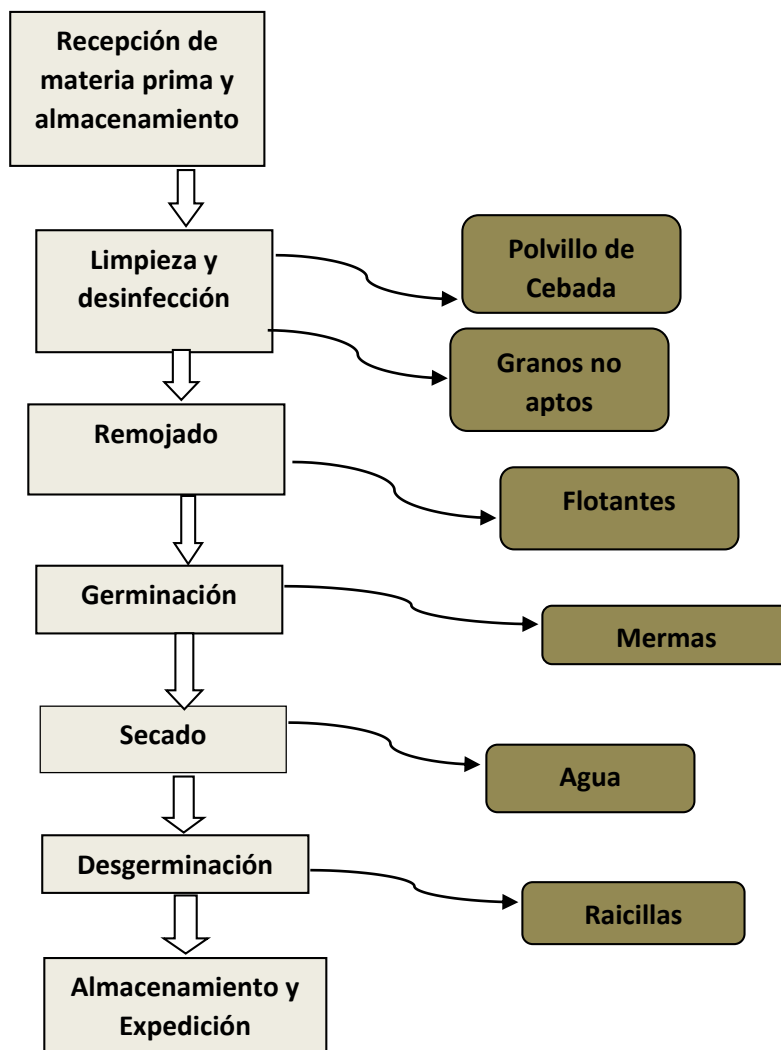 Recepción de
materia prima y
almacenamiento
Limpieza y
desinfección
Polvillo de
Cebada
Granos no
aptos
Remojado
Flotantes
Germinación
Mermas
Secado
Agua
Desgerminación
Raicillas
Almacenamiento y
Expedición